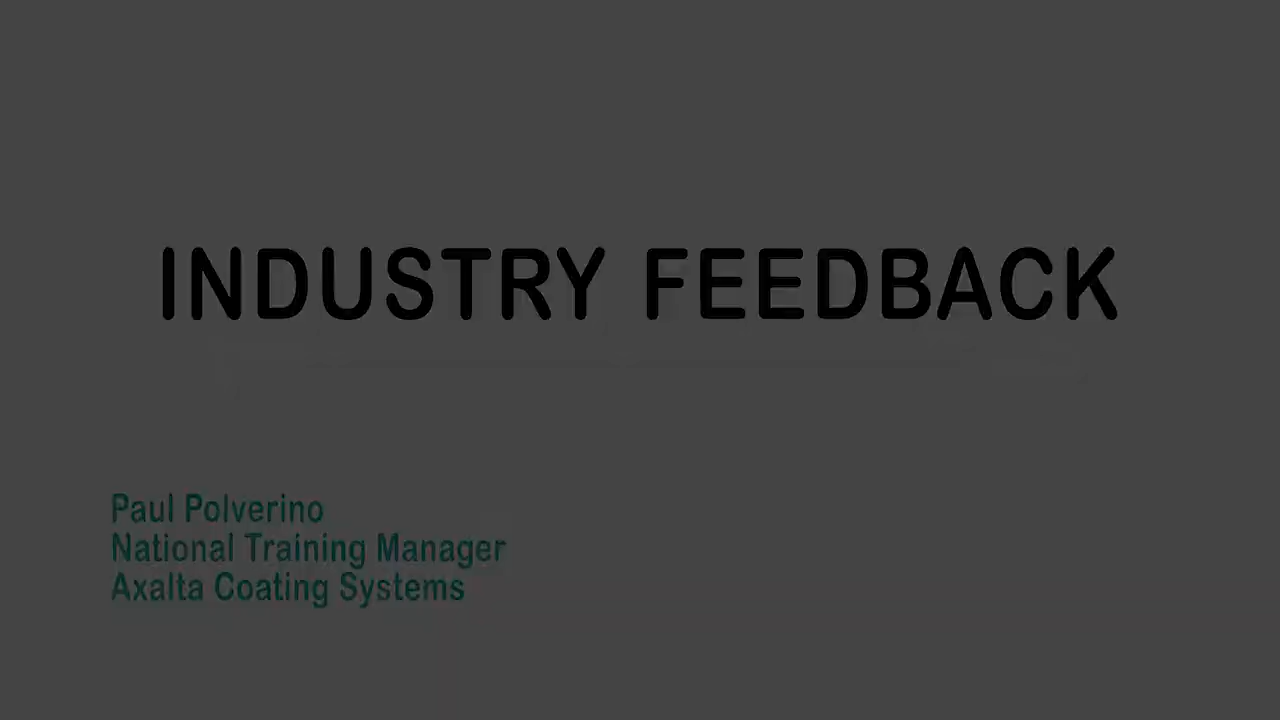 INDUSTRY FEEDBACK
Paul Polverino
National Training Manager
Axalta Coating Systems